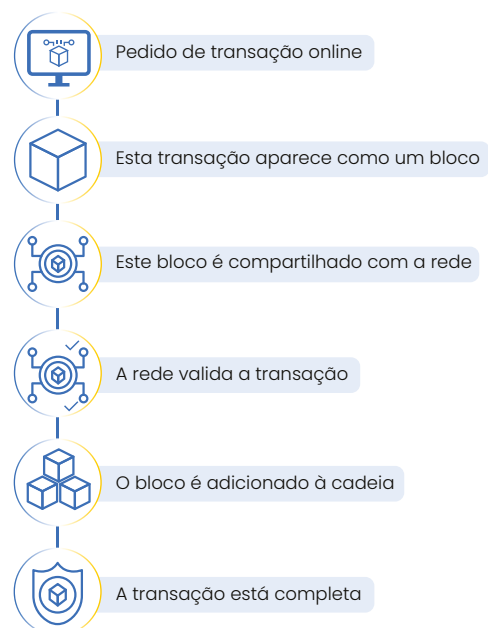 Pedido de transação online
Esta transação aparece como um bloco
Este bloco é compartilhado com a rede
A rede valida a transação
O bloco é adicionado à cadeia
A transação está completa